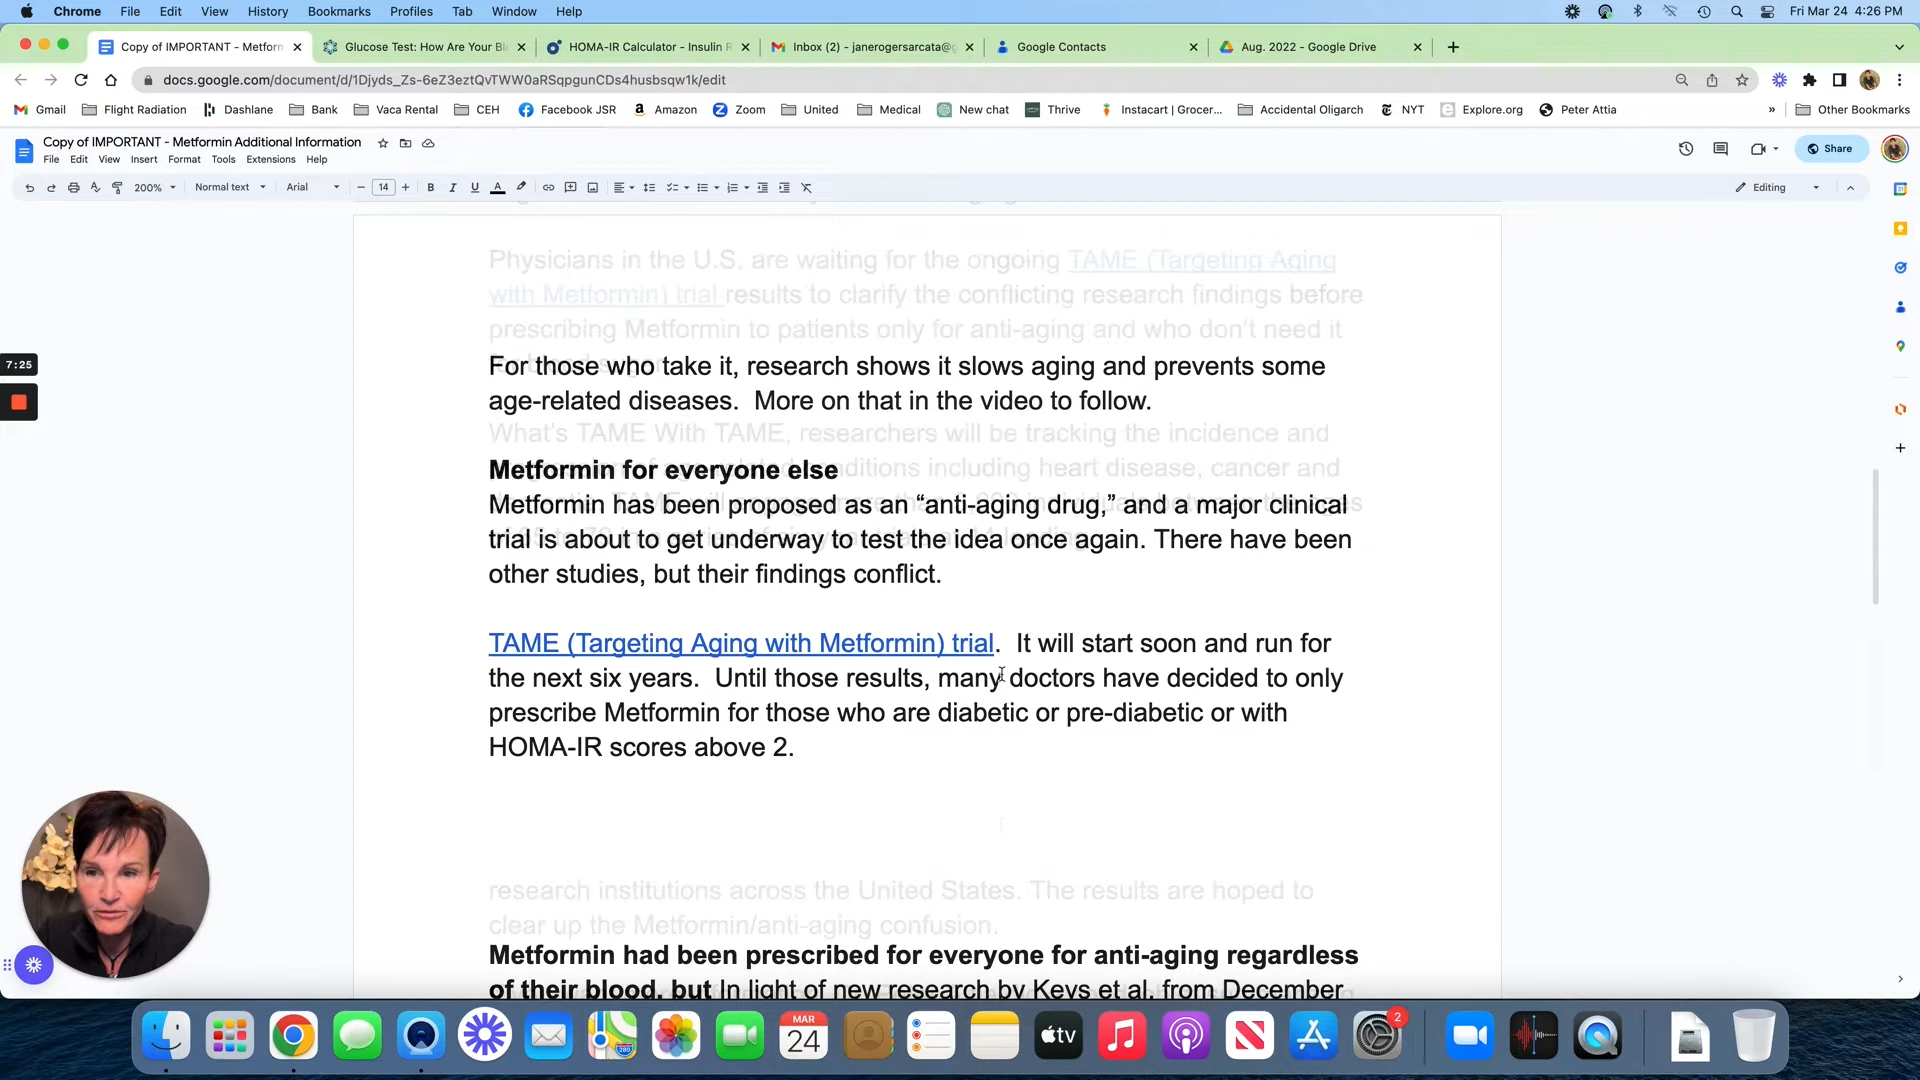 Chrome File Edit View History Bookmarks Profiles Tab Window Help Fri Mar 24 4:26 PM
Copy of IMPORTANT - Metform Glucose Test: How Are Your Bl HOMA-IR Calculator - Insulin R Inbox (2) - janerogersarcata@g Google Contacts Aug. 2022 - Google Drive
docs.google.com/document/d/1Djyds_Zs-6eZ3eztQvTWW0aRSqpgunCDs4husbsqw1k/edit
Gmail Flight Radiation Dashlane Bank Vaca Rental CEH Facebook JSR Amazon Zoom United Medical New chat Thrive Instacart | Grocer... Accidental Oligarch NYT Explore.org Peter Attia » Other Bookmarks
Copy of IMPORTANT - Metformin Additional Information
File Edit View Insert Format Tools Extensions Help
Share
200% Normal text Arial 14 Editing
Physicians in the U.S. are waiting for the ongoing TAME (Targeting Aging
with Metformin) trial results to clarify the conflicting research findings before
prescribing Metformin to patients only for anti-aging and who don't need it
7:25
For those who take it, research shows it slows aging and prevents some
age-related diseases.  More on that in the video to follow.
What's TAME With TAME, researchers will be tracking the incidence and
Metformin for everyone else
conditions including heart disease, cancer and
Metformin has been proposed as an “anti-aging drug,” and a major clinical
trial is about to get underway to test the idea once again. There have been
other studies, but their findings conflict.
TAME (Targeting Aging with Metformin) trial.  It will start soon and run for
the next six years.  Until those results, many doctors have decided to only
prescribe Metformin for those who are diabetic or pre-diabetic or with
HOMA-IR scores above 2.
research institutions across the United States. The results are hoped to
clear up the Metformin/anti-aging confusion.
Metformin had been prescribed for everyone for anti-aging regardless
of their blood, but in light of new research by Keys et al, from December
MAR
24
tv
2
280